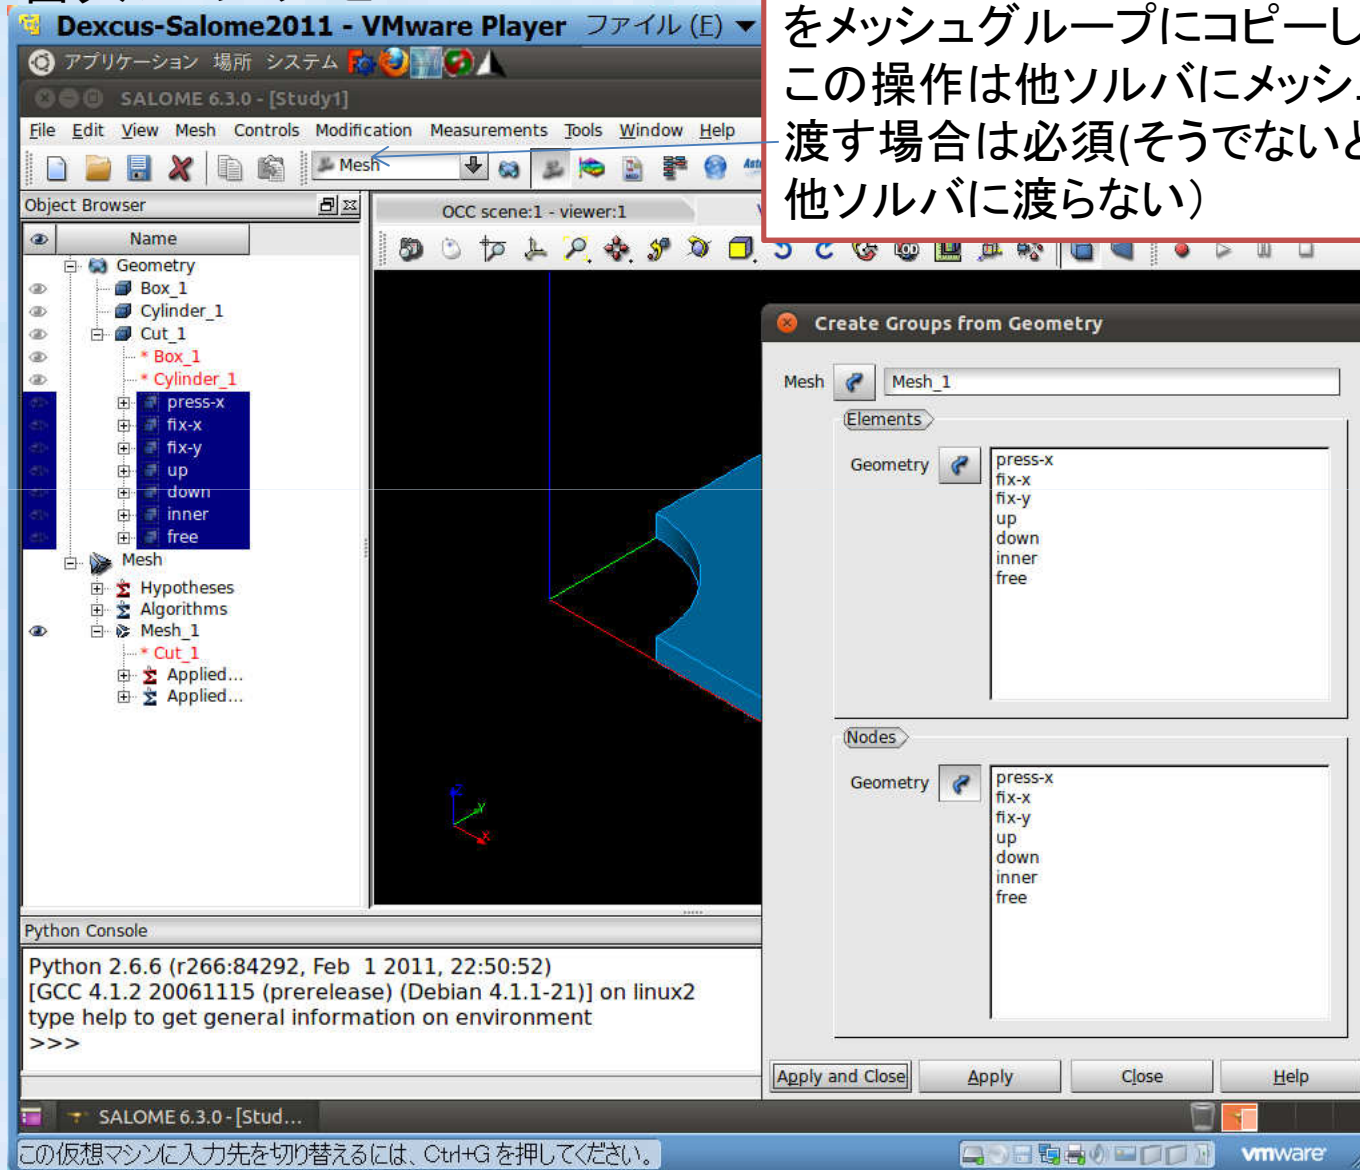 Dexcus-Salome2011 - VMware Player ファイル (F)
をメッシュグループにコピーし
この操作は他ソルバにメッシュ
渡す場合は必須(そうでないと
他ソルバに渡らない）
アプリケーション 場所 システム
SALOME 6.3.0 - [Study1]
File Edit View Mesh Controls Modification Measurements Tools Window Help
Mesh
Object Browser
OCC scene:1 - viewer:1
Name
Geometry
Box_1
Cylinder_1
Cut_1
* Box_1
* Cylinder_1
press-x
fix-x
fix-y
up
down
inner
free
Mesh
Hypotheses
Algorithms
Mesh_1
* Cut_1
Applied...
Applied...
Z
Y
X
Create Groups from Geometry
Mesh Mesh_1
Elements
Geometry
press-x
fix-x
fix-y
up
down
inner
free
Nodes
Geometry
press-x
fix-x
fix-y
up
down
inner
free
Apply and Close Apply Close Help
Python Console
Python 2.6.6 (r266:84292, Feb 1 2011, 22:50:52)
[GCC 4.1.2 20061115 (prerelease) (Debian 4.1.1-21)] on linux2
type help to get general information on environment
>>>
SALOME 6.3.0 - [Stud...
この仮想マシンに入力先を切り替えるには、Ctrl+G を押してください。
vmware